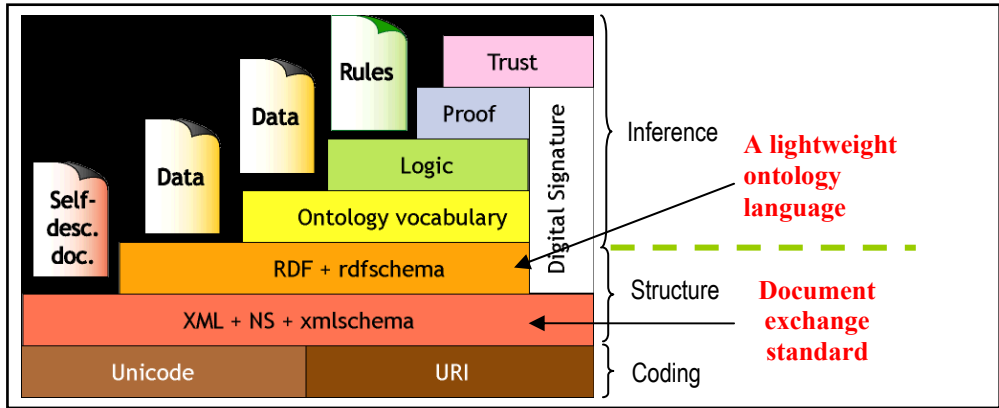 Rules
Trust
Data
Proof
Data
Logic
Self-
desc.
doc.
Ontology vocabulary
Digital Signature
RDF + rdfschema
XML + NS + xmlschema
Unicode
URI
Inference
Structure
Coding
A lightweight
ontology
language
Document
exchange
standard